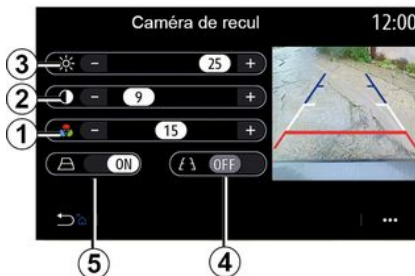 Caméra de recul 12:00
3 - 25 +
2 - 9 +
1 - 15 +
ON OFF
...
5 4